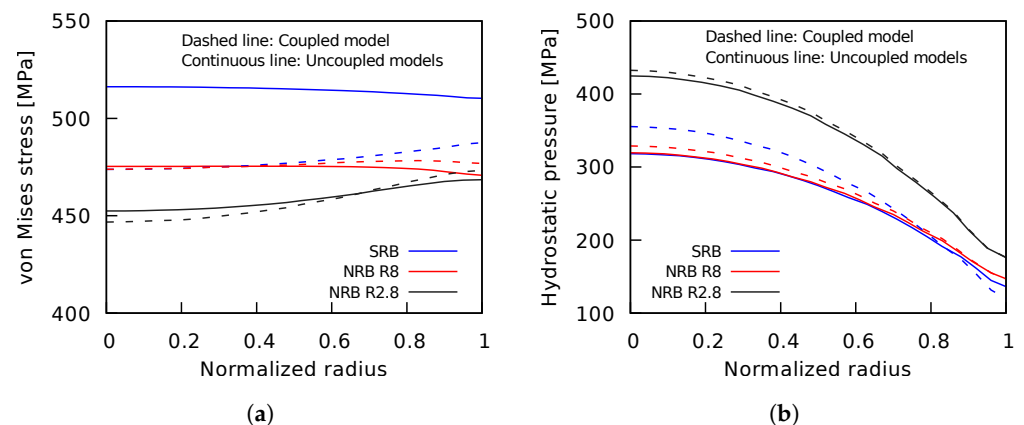 550
500
450
400
von Mises stress [MPa]
Dashed line: Coupled model
Continuous line: Uncoupled models
SRB
NRB R8
NRB R2.8
0 0.2 0.4 0.6 0.8 1
Normalized radius
(a)
500
400
300
200
100
Hydrostatic pressure [MPa]
Dashed line: Coupled model
Continuous line: Uncoupled models
SRB
NRB R8
NRB R2.8
0 0.2 0.4 0.6 0.8 1
Normalized radius
(b)